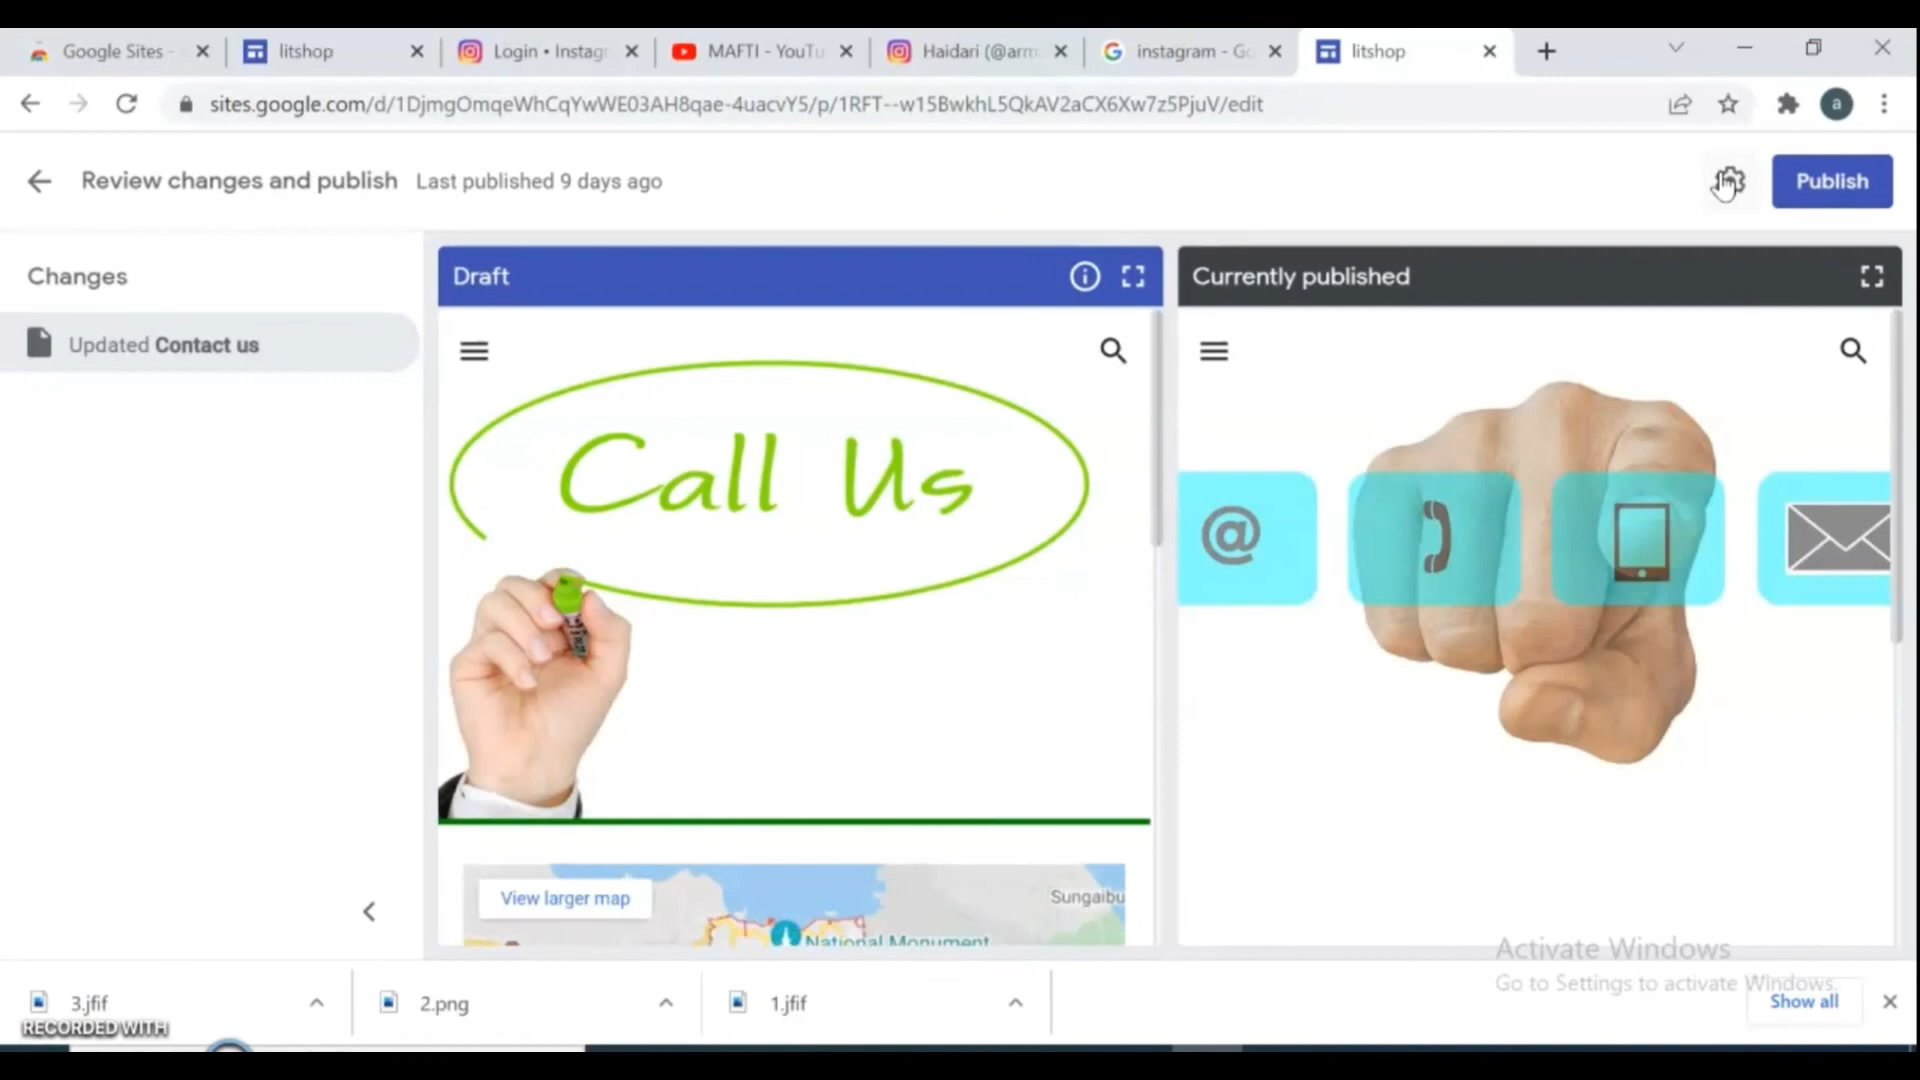 Google Sites -
litshop
Login • Instagr
MAFTI - YouTu
Haidari (@arm
instagram - Go
litshop
sites.google.com/d/1DjmgOmqeWhCqYwWE03AH8qae-4uacvY5/p/1RFT--w15BwkhL5QkAV2aCX6Xw7z5PjuV/edit
a
Review changes and publish
Last published 9 days ago
Publish
Changes
Updated Contact us
Draft
Currently published
Call Us
@
View larger map
Sungaibu
National Monument
Activate Windows
Go to Settings to activate Windows.
3.jfif
2.png
1.jfif
Show all
RECORDED WITH